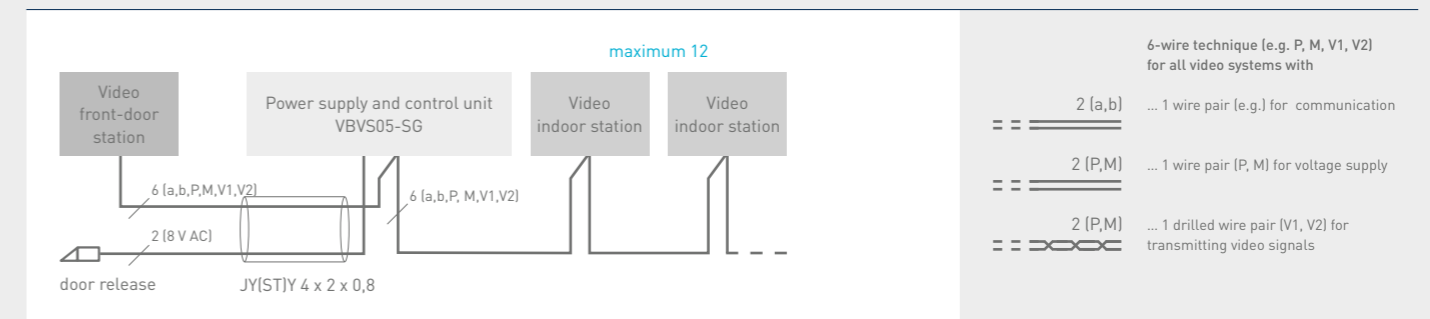 maximum 12
Video
front-door
station
Power supply and control unit
VBVS05-SG
Video
indoor station
Video
indoor station
6 (a,b,P,M,V1,V2)
6 (a,b,P, M,V1,V2)
2 (8 V AC)
door release
JY(ST)Y 4 x 2 x 0,8
6-wire technique (e.g. P, M, V1, V2)
for all video systems with
2 (a,b)
... 1 wire pair (e.g.) for communication
2 (P,M)
... 1 wire pair (P, M) for voltage supply
2 (P,M)
... 1 drilled wire pair (V1, V2) for
transmitting video signals